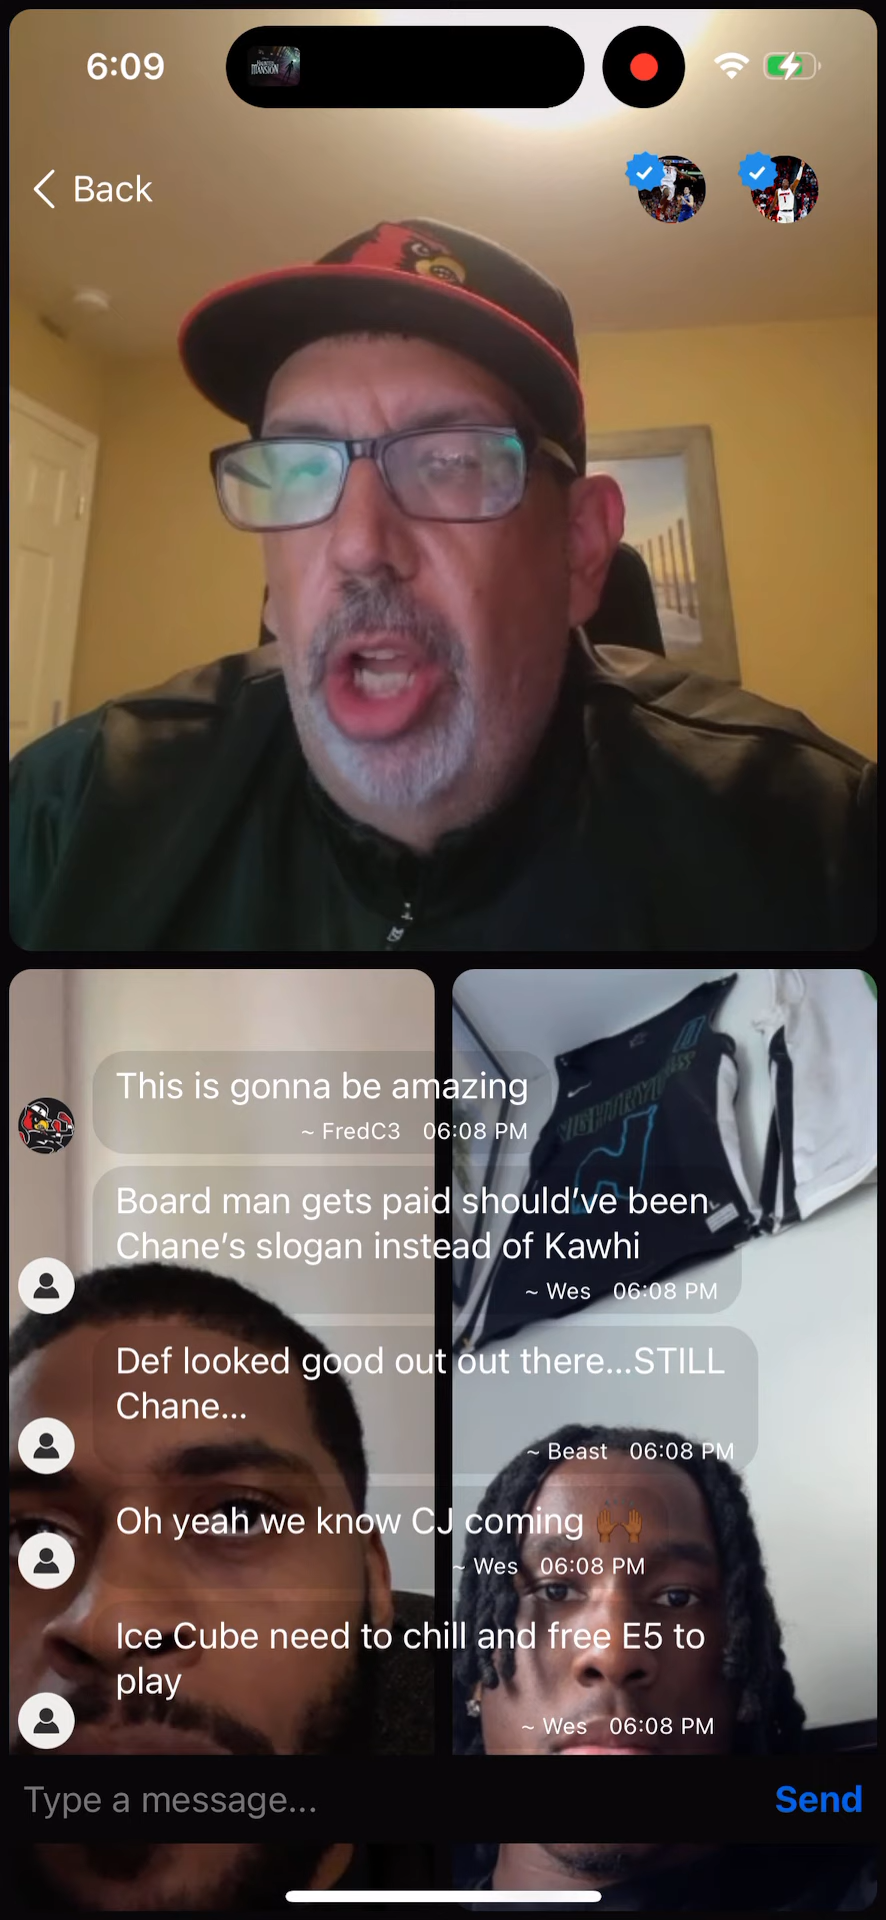 6:09
MANSION
Back
This is gonna be amazing
~ FredC3 06:08 PM
Board man gets paid should’ve been
Chane’s slogan instead of Kawhi
~ Wes 06:08 PM
Def looked good out out there...STILL
Chane...
~ Beast 06:08 PM
Oh yeah we know CJ coming 🙌🏾
~ Wes 06:08 PM
Ice Cube need to chill and free E5 to
play
~ Wes 06:08 PM
Type a message...
Send